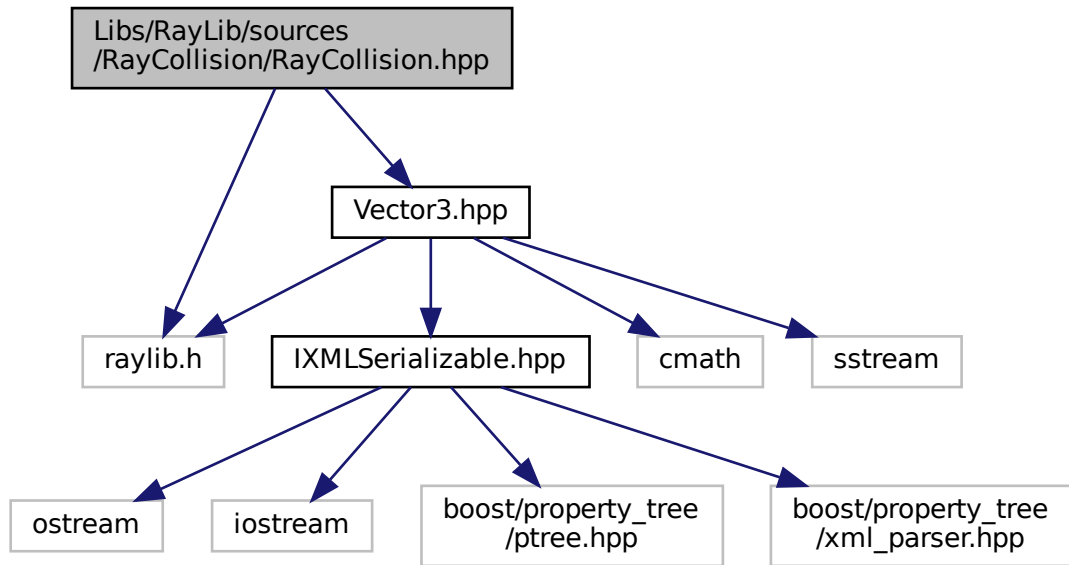 Libs/RayLib/sources
/RayCollision/RayCollision.hpp
Vector3.hpp
raylib.h
IXMLSerializable.hpp
cmath
sstream
ostream
iostream
boost/property_tree
/ptree.hpp
boost/property_tree
/xml_parser.hpp